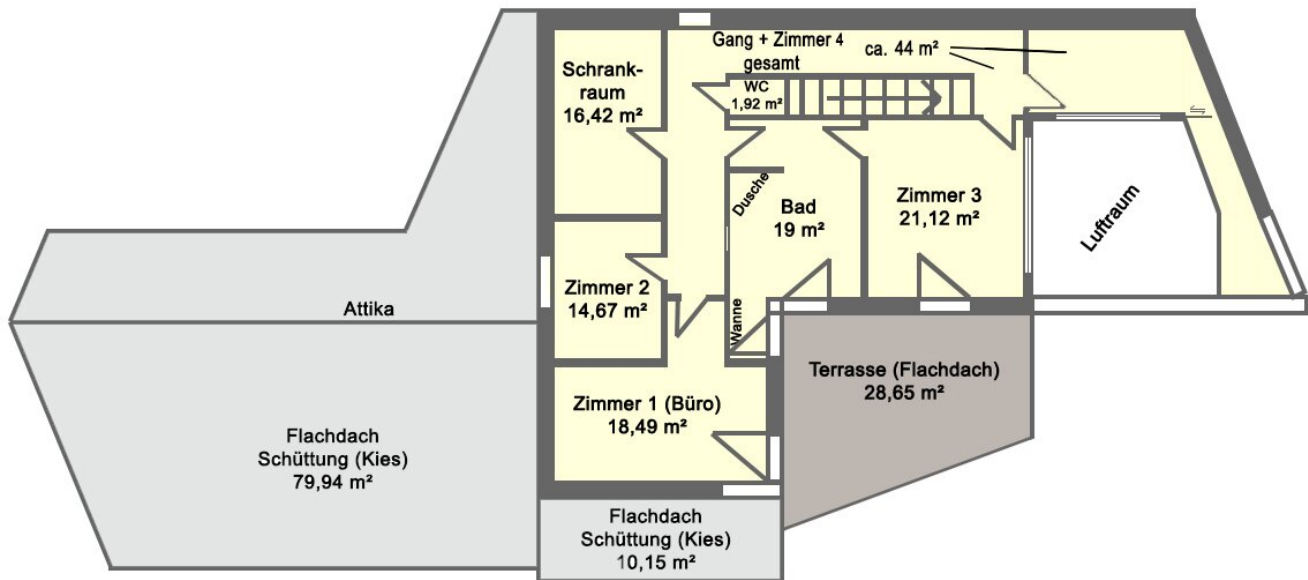 Gang + Zimmer 4
gesamt
ca. 44 m²
Schrank-
raum
16,42 m²
WC
1,92 m²
Dusche
Bad
19 m²
Zimmer 3
21,12 m²
Luftraum
Zimmer 2
14,67 m²
Attika
Wanne
Terrasse (Flachdach)
28,65 m²
Zimmer 1 (Büro)
18,49 m²
Flachdach
Schüttung (Kies)
79,94 m²
Flachdach
Schüttung (Kies)
10,15 m²